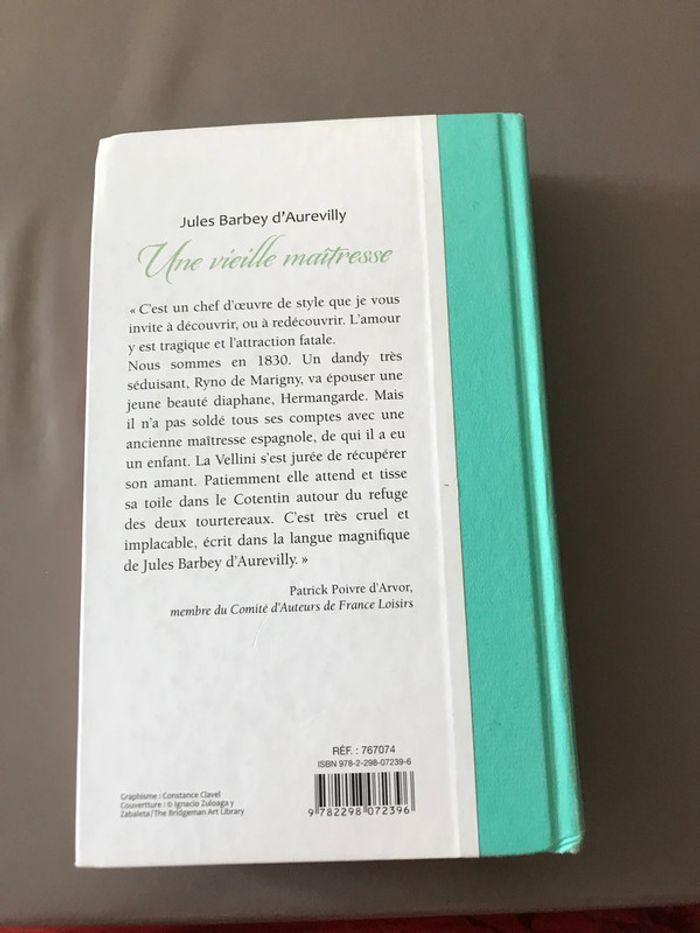 Jules Barbey d'Aurevilly
Une vieille maîtresse
« C'est un chef d'œuvre de style que je vous
invite à découvrir, ou à redécouvrir. L'amour
y est tragique et l'attraction fatale.
Nous sommes en 1830. Un dandy très
séduisant, Ryno de Marigny, va épouser une
jeune beauté diaphane, Hermangarde. Mais
il n'a pas soldé tous ses comptes avec une
ancienne maîtresse espagnole, de qui il a eu
un enfant. La Vellini s'est jurée de récupérer
son amant. Patiemment elle attend et tisse
sa toile dans le Cotentin autour du refuge
des deux tourtereaux. C'est très cruel et
implacable, écrit dans la langue magnifique
de Jules Barbey d'Aurevilly. »
Patrick Poivre d'Arvor,
membre du Comité d'Auteurs de France Loisirs
RÉF. : 767074
ISBN 978-2-298-07239-6
Graphisme : Constance Clavel
Couvertture : © Ignacio Zuloaga y
Zabaleta/The Bridgeman Art Library
9 782298 072396